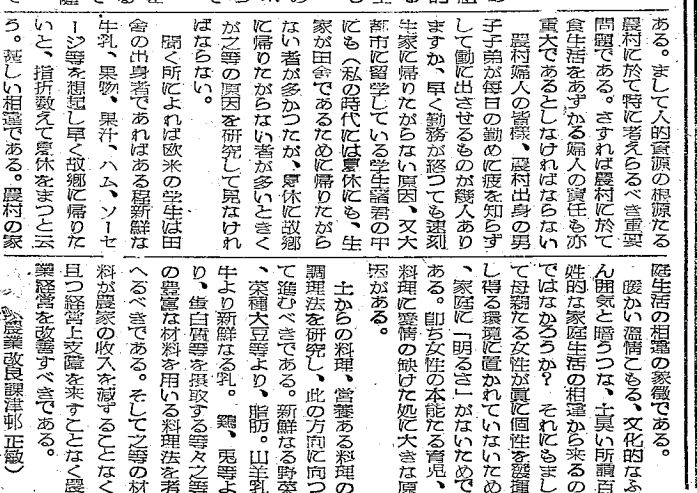 ある。まして人的資源の根源たる
農村に於て特に考えらるべき重要
問題である。さすれば農村に於て
食生活をあずかる婦人の責任も亦
重大であるとしなければならない
農村婦人の皆様、農村出身の男
子子弟が毎日の勤めに疲を知らず
して働に出させるものが幾人あり
ますか、早く勤務が終つても速刻
生家に帰りたがらない原因、又大
都市に留学している学生諸君の中
にも(私の時代には夏休にも、生
家が田舎であるために帰りたがら
ない者が多かつたが、夏休に故郷
に帰りたがらない者が多いときく
が之等の原因を研究して見なけれ
ばならない。
聞く所によれば欧米の学生は田
舎の出身者であればある程新鮮な
牛乳、果物、果汁、ハム、ソーセ
ージ等を想起し早く故郷に帰りた
いと、指折数えて夏休をまつと云
う。著しい相違である。農村の家
庭生活の相違の象徴である。
暖かい温情こもる、文化的なふ
ん囲気と暗うつな、土臭い所謂百
姓的な家庭生活の相違から来るの
ではなかろうか? それにもまし
て母親たる女性が真に個性を発揮
し得る環境に置かれていないため
、家庭に「明るさ」がないためで
ある。即ち女性の本能たる育児、
料理に愛情の缺けた処に大きな原
因がある。
土からの料理、営養ある料理の
調理法を研究し、此の方向に向つ
て進むべきである。新鮮なる野菜
、菜種大豆等より、脂肪。山羊乳
牛より新鮮なる乳。鶏、兎等よ
り、蛋白質等を摂取する等々之等
の豊富な材料を用いる料理法を考
へるべきである。そして之等の材
料が農家の収入を減ずることなく
且つ経営上支障を来すことなく農
業経営を改善すべきである。
(農業改良課津邨正敏)